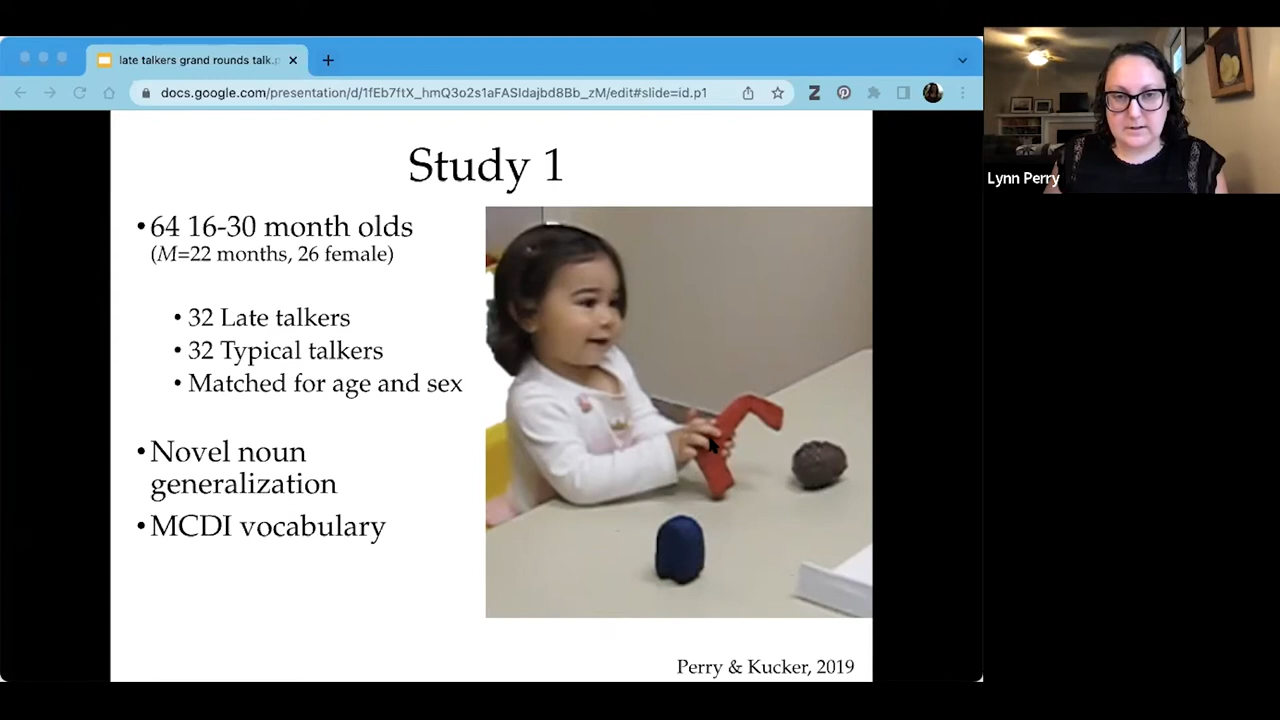 late talkers grand rounds talk.p
docs.google.com/presentation/d/1fEb7ftX_hmQ3o2s1aFASIdajbd8Bb_zM/edit#slide=id.p1
Lynn Perry
Study 1
•64 16-30 month olds
(M=22 months, 26 female)
• 32 Late talkers
• 32 Typical talkers
• Matched for age and sex
•Novel noun
generalization
•MCDI vocabulary
Perry & Kucker, 2019